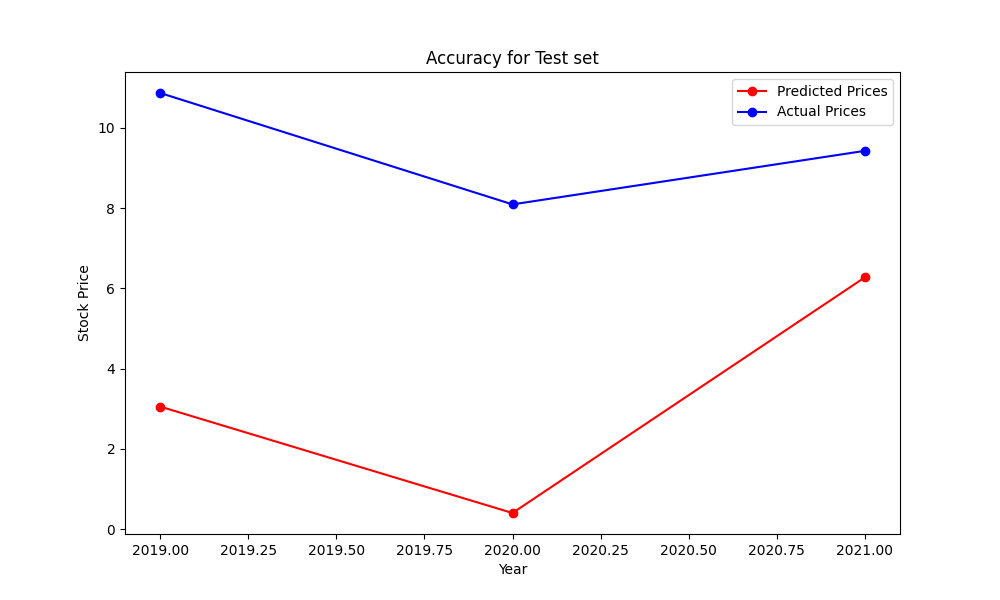 Accuracy for Test set
Predicted Prices
Actual Prices
10
8
6
4
2
0
Stock Price
2019.00 2019.25 2019.50 2019.75 2020.00 2020.25 2020.50 2020.75 2021.00
Year